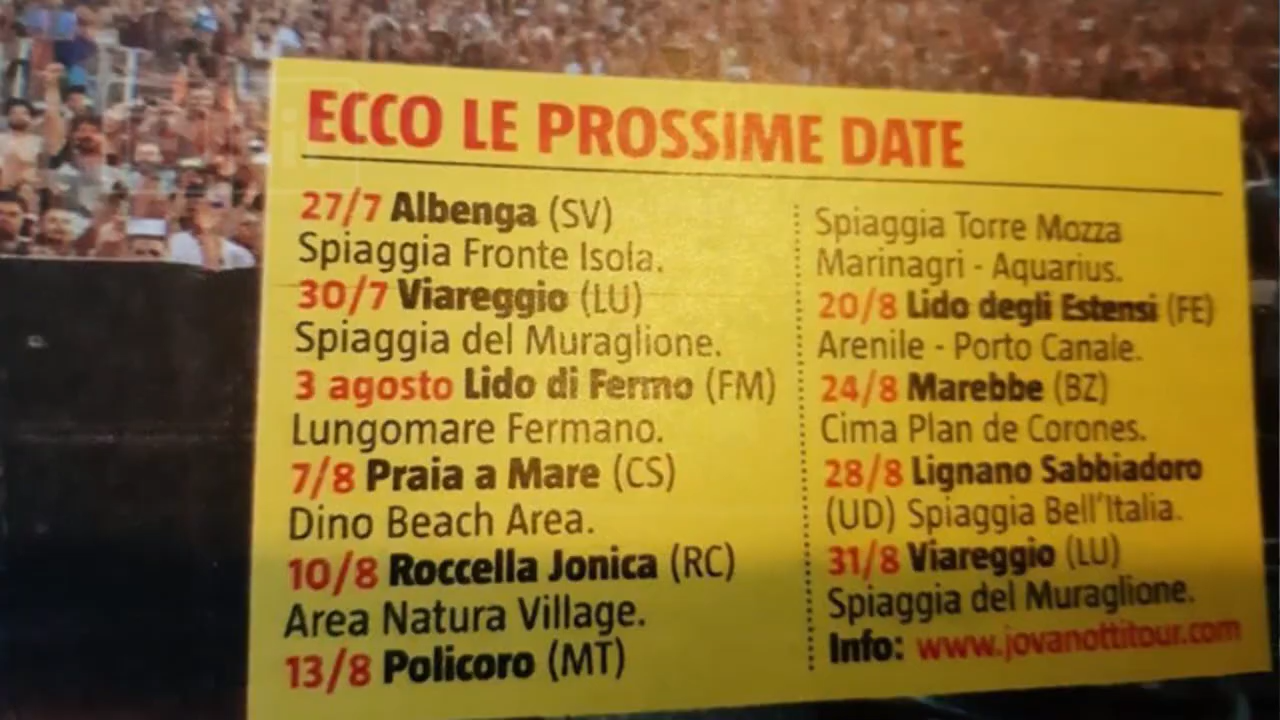 ECCO LE PROSSIME DATE
27/7 Albenga (SV)
Spiaggia Fronte Isola.
30/7 Viareggio (LU)
Spiaggia del Muraglione.
3 agosto Lido di Fermo (FM)
Lungomare Fermano.
7/8 Praia a Mare (CS)
Dino Beach Area.
10/8 Roccella Jonica (RC)
Area Natura Village.
13/8 Policoro (MT)
Spiaggia Torre Mozza
Marinagri - Aquarius.
20/8 Lido degli Estensi (FE)
Arenile - Porto Canale.
24/8 Marebbe (BZ)
Cima Plan de Corones.
28/8 Lignano Sabbiadoro
(UD) Spiaggia Bell'Italia.
31/8 Viareggio (LU)
Spiaggia del Muraglione.
Info: www.jovanottitour.com